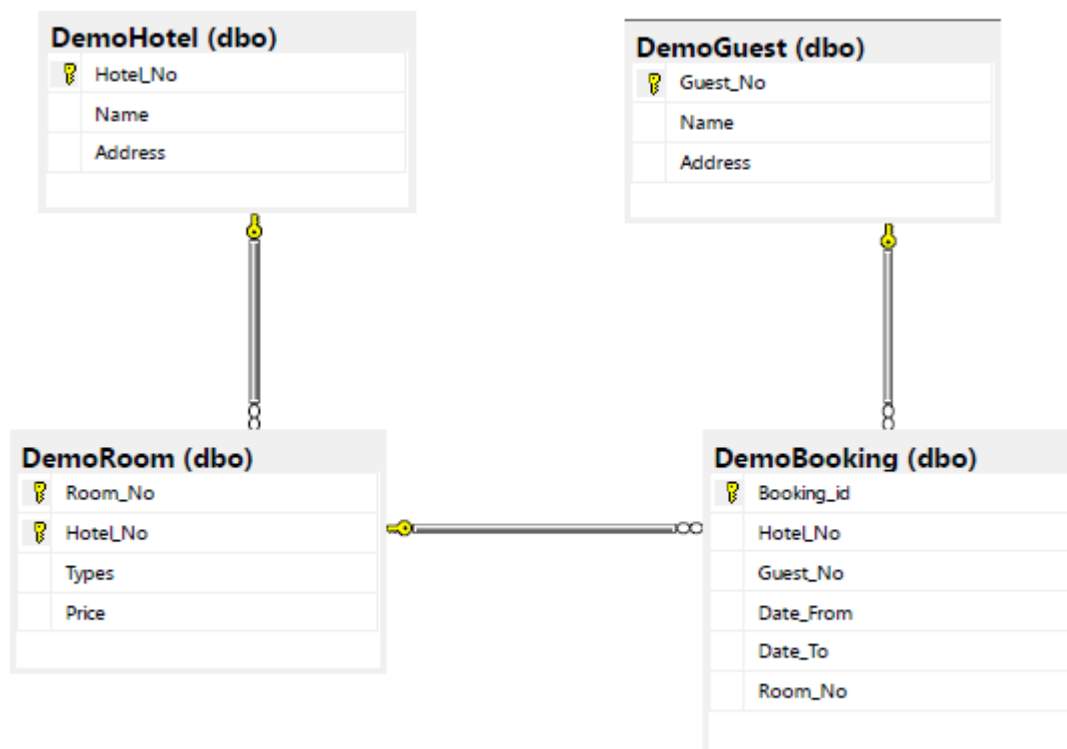 DemoHotel (dbo)
Hotel_No
Name
Address
DemoGuest (dbo)
Guest_No
Name
Address
DemoRoom (dbo)
Room_No
Hotel_No
Types
Price
DemoBooking (dbo)
Booking_id
Hotel_No
Guest_No
Date_From
Date_To
Room_No